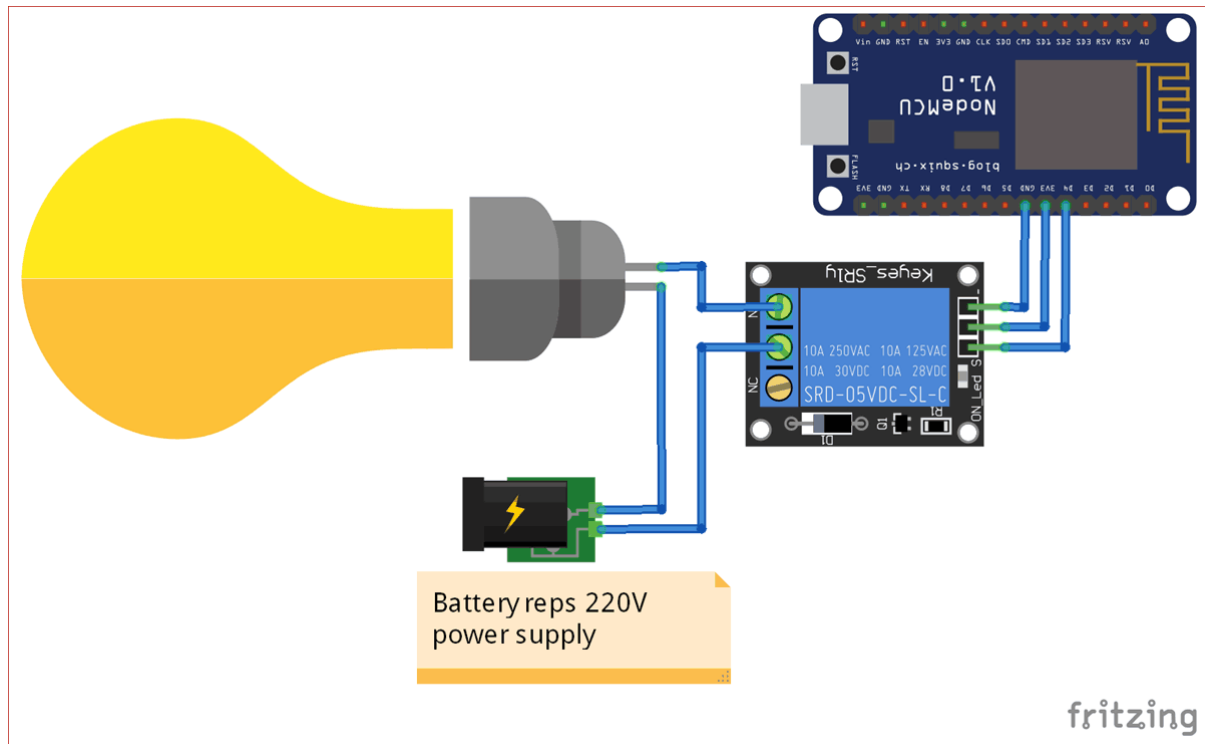 Vin GND RST EN 3V3 GND CLK SD0 CMD SD1 SD2 SD3 RSV RSV A0
RST
NodeMCU
V1.0
FLASH
blog.squix.ch
3V3 GND TX RX D8 D7 D6 D5 GND 3V3 D4 D3 D2 D1 D0
Keyes_SRly
N
-
10A 250VAC 10A 125VAC
10A 30VDC 10A 28VDC
SRD-05VDC-SL-C
NC
S
ON_Led
D1
Q1
R1
Battery reps 220V
power supply
fritzing